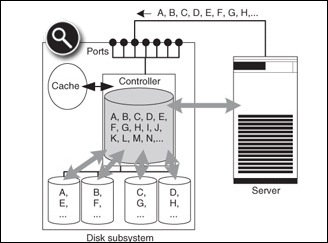 A, B, C, D, E, F, G, H,...
Ports
Controller
Cache
A, B, C, D, E,
F, G, H, I, J,
K, L, M, N,...
A,
E,
...
B,
F,
...
C,
G,
...
D,
H,
...
Server
Disk subsystem